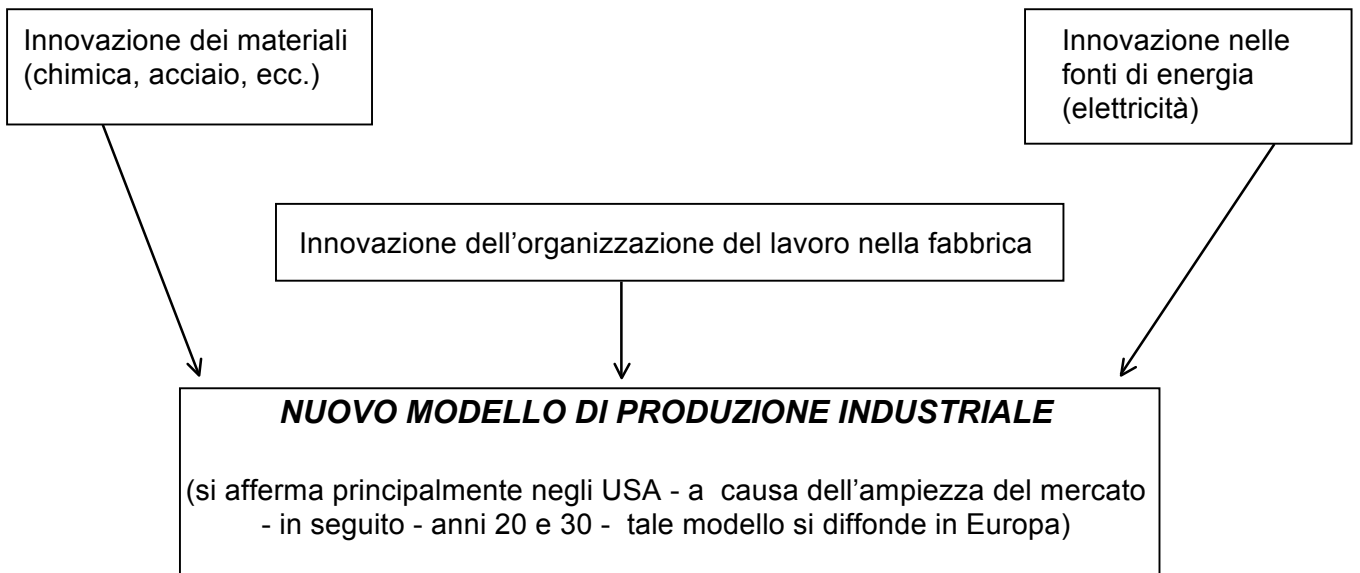 Innovazione dei materiali
(chimica, acciaio, ecc.)
Innovazione nelle
fonti di energia
(elettricità)
Innovazione dell’organizzazione del lavoro nella fabbrica
NUOVO MODELLO DI PRODUZIONE INDUSTRIALE
(si afferma principalmente negli USA - a  causa dell’ampiezza del mercato
- in seguito - anni 20 e 30 -  tale modello si diffonde in Europa)